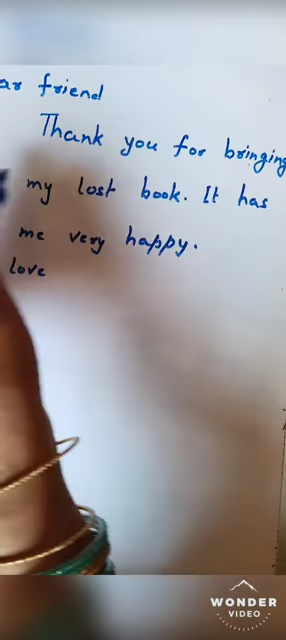 ar friend
Thank you for bringing
my lost book. It has
me very happy.
love
WONDER
VIDEO